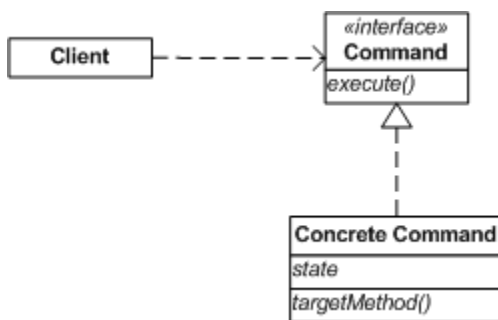 Client
«interface»
Command
execute()
Concrete Command
state
targetMethod()